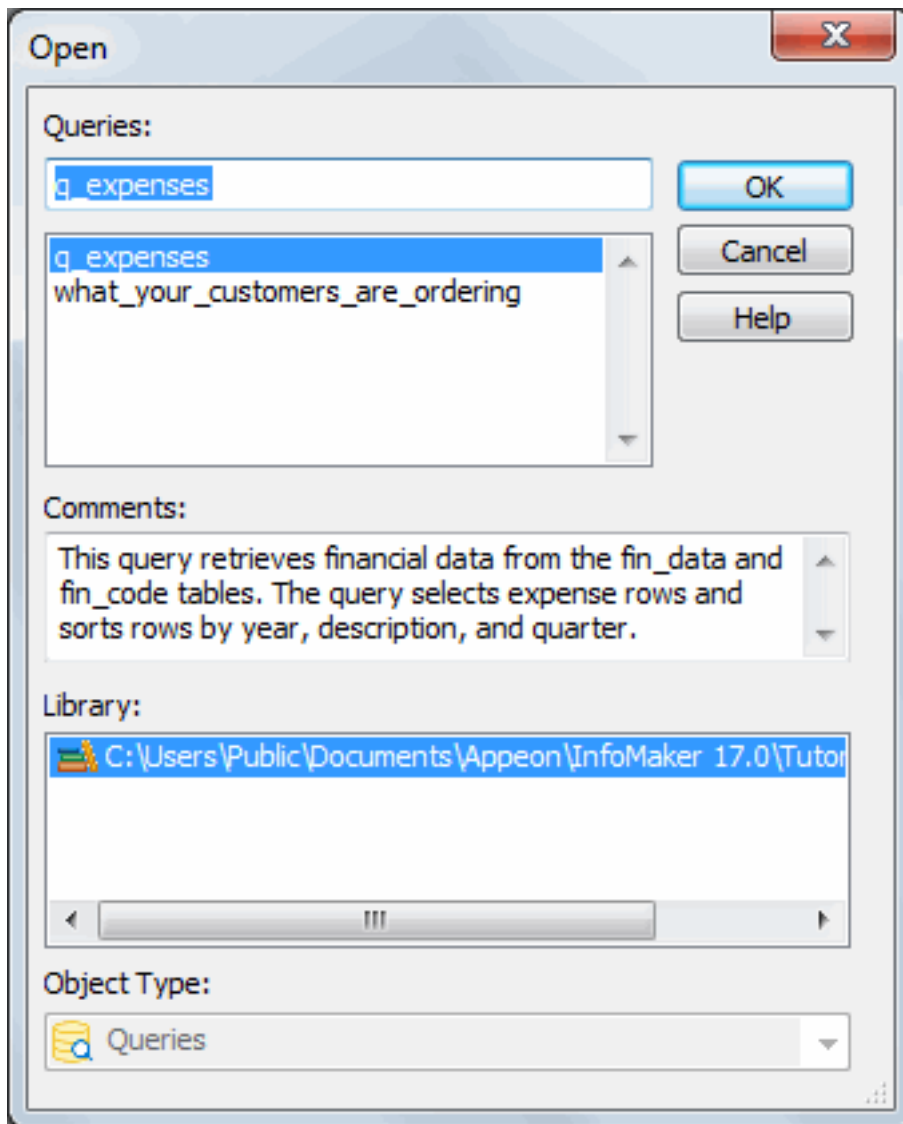 Open
Queries:
q_expenses
OK
q_expenses
what_your_customers_are_ordering
Cancel
Help
Comments:
This query retrieves financial data from the fin_data and
fin_code tables. The query selects expense rows and
sorts rows by year, description, and quarter.
Library:
C:\Users\Public\Documents\Appeon\InfoMaker 17.0\Tutor
Object Type:
Queries